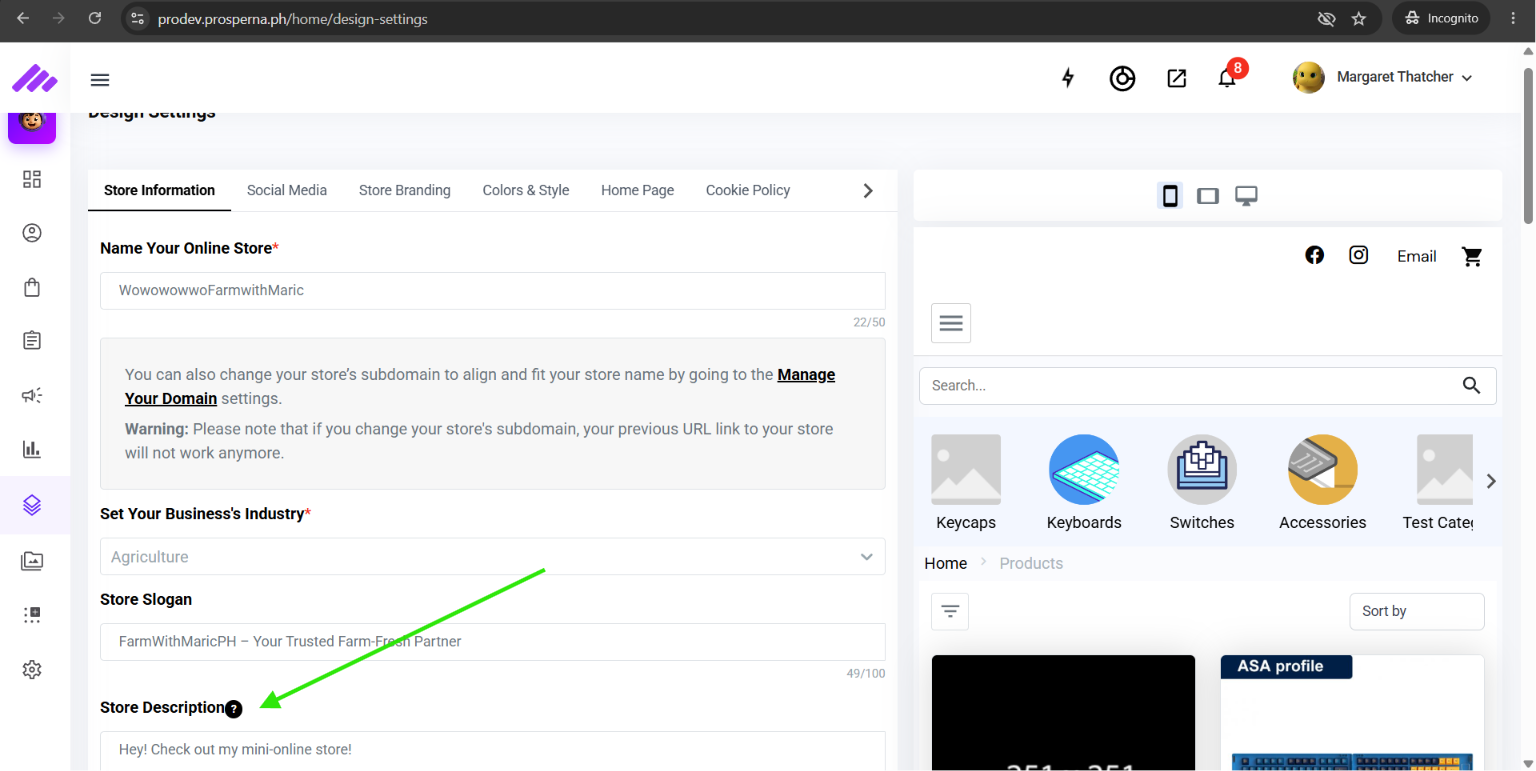 prodev.prosperna.ph/home/design-settings
Incognito
8
Margaret Thatcher
Design Settings
Store Information
Social Media
Store Branding
Colors & Style
Home Page
Cookie Policy
Name Your Online Store*
WowowowwoFarmwithMaric
22/50
You can also change your store’s subdomain to align and fit your store name by going to the Manage
Your Domain settings.
Warning: Please note that if you change your store's subdomain, your previous URL link to your store
will not work anymore.
Set Your Business's Industry*
Agriculture
Store Slogan
FarmWithMaricPH – Your Trusted Farm-Fresh Partner
49/100
Store Description ?
Hey! Check out my mini-online store!
Email
Search...
Keycaps
Keyboards
Switches
Accessories
Test Categ
Home
Products
Sort by
ASA profile